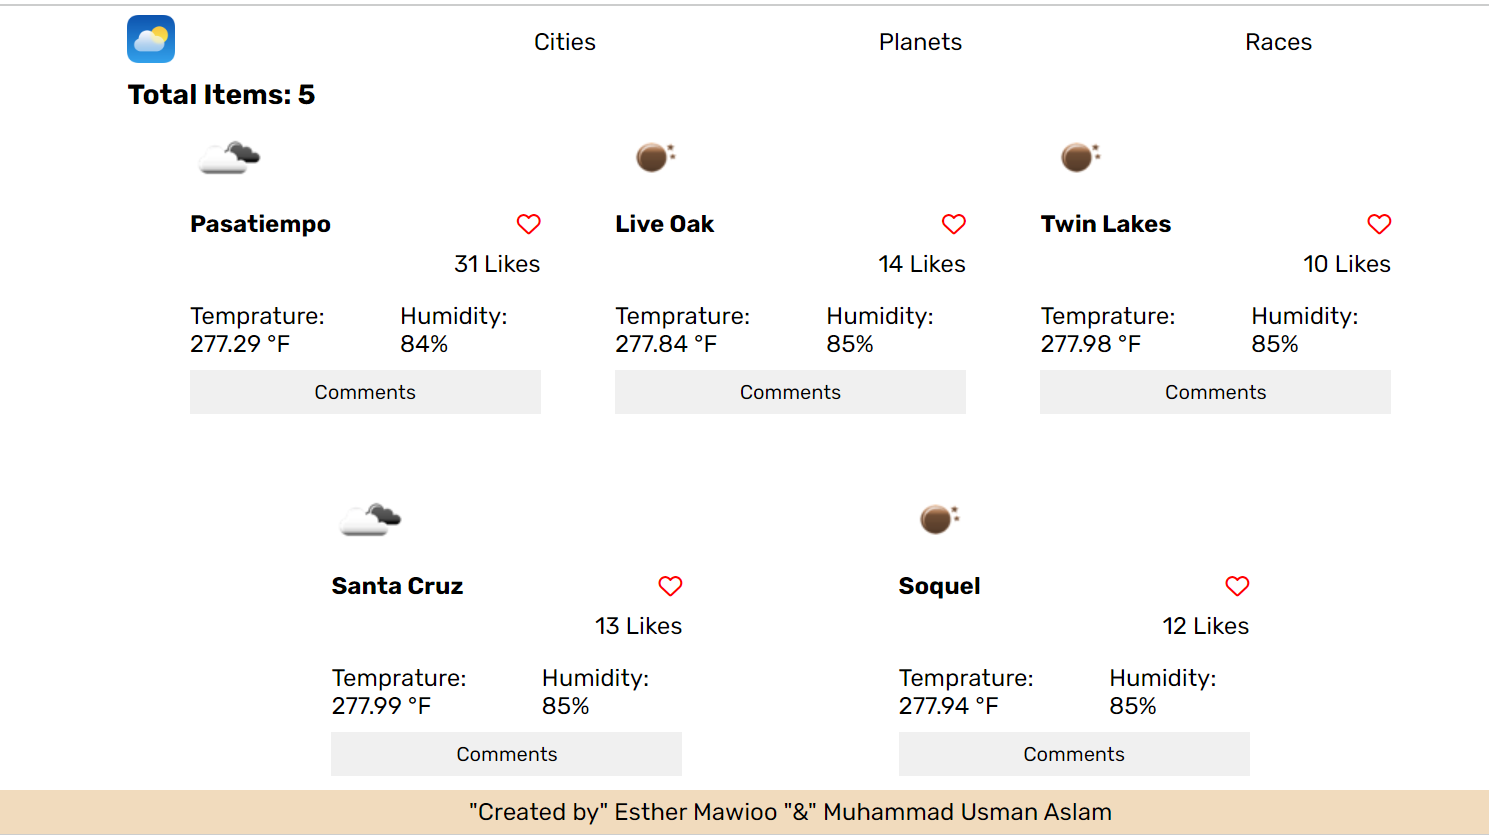 Cities Planets Races
Total Items: 5
Pasatiempo
31 Likes
Temprature: Humidity:
277.29 °F 84%
Comments
Live Oak
14 Likes
Temprature: Humidity:
277.84 °F 85%
Comments
Twin Lakes
10 Likes
Temprature: Humidity:
277.98 °F 85%
Comments
Santa Cruz
13 Likes
Temprature: Humidity:
277.99 °F 85%
Comments
Soquel
12 Likes
Temprature: Humidity:
277.94 °F 85%
Comments
"Created by" Esther Mawioo "&" Muhammad Usman Aslam